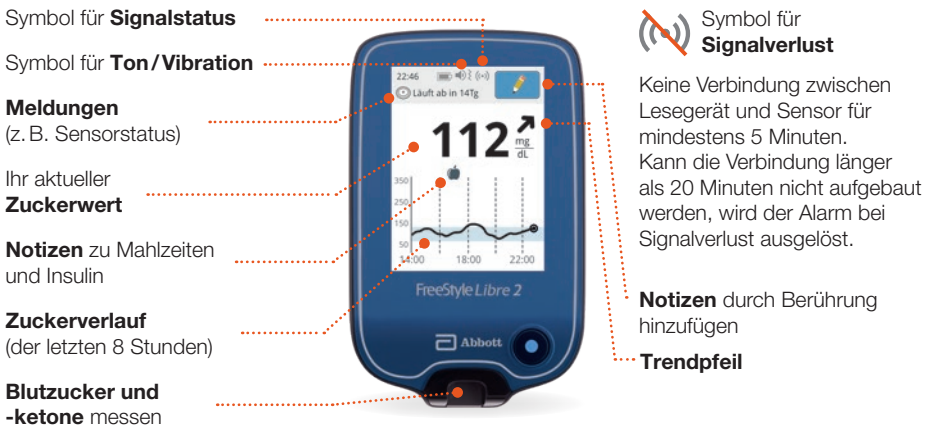 Symbol für Signalstatus
Symbol für Ton/Vibration
Meldungen
(z. B. Sensorstatus)
Ihr aktueller
Zuckerwert
Notizen zu Mahlzeiten
und Insulin
Zuckerverlauf
(der letzten 8 Stunden)
Blutzucker und
-ketone messen
22:46
Läuft ab in 14Tg
112
mg
dL
350
250
150
50
14:00 18:00 22:00
FreeStyle Libre 2
Abbott
Symbol für
Signalverlust
Keine Verbindung zwischen
Lesegerät und Sensor für
mindestens 5 Minuten.
Kann die Verbindung länger
als 20 Minuten nicht aufgebaut
werden, wird der Alarm bei
Signalverlust ausgelöst.
Notizen durch Berührung
hinzufügen
Trendpfeil